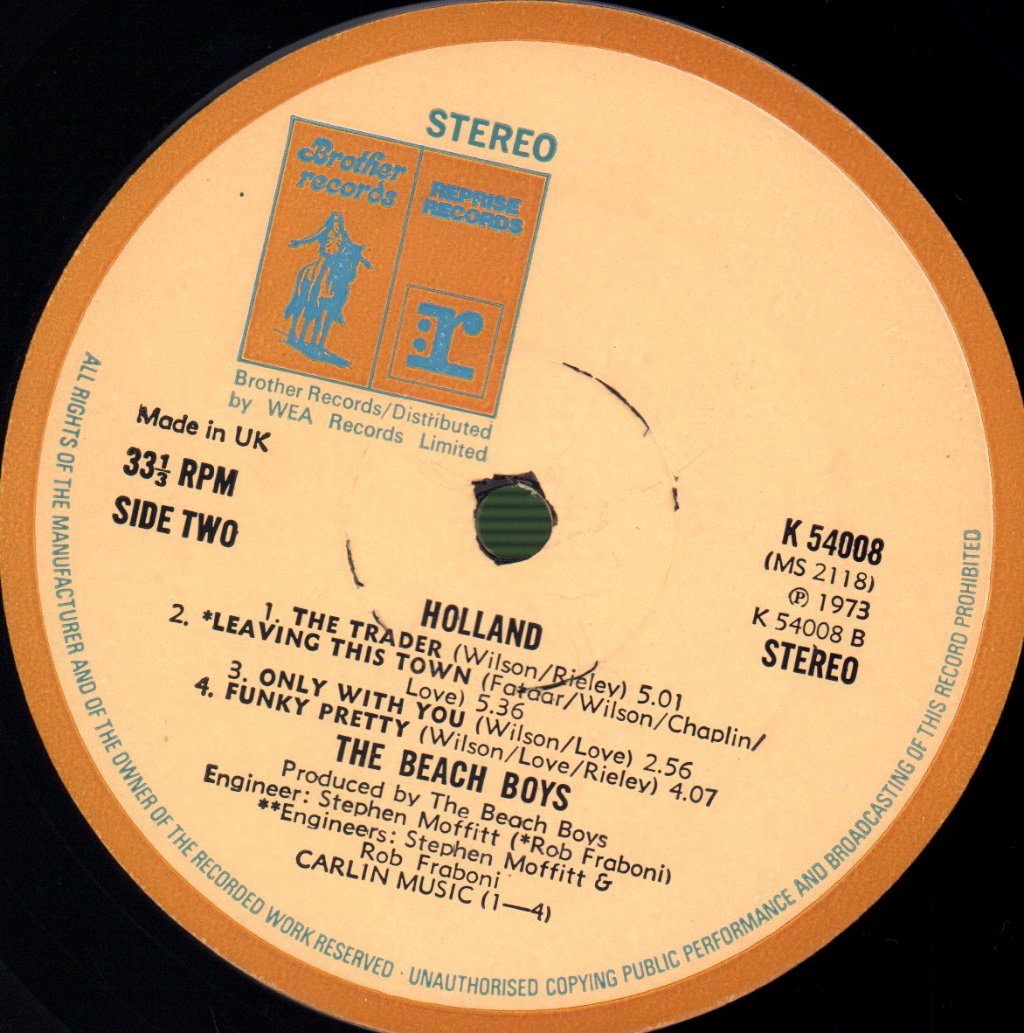 STEREO
Brother
records
REPRISE
RECORDS
:r
Brother Records/Distributed
by WEA Records Limited
Made in UK
33⅓ RPM
SIDE TWO
K 54008
(MS 2118)
Ⓟ 1973
K 54008 B
STEREO
HOLLAND
1. THE TRADER (Wilson/Rieley) 5.01
2. *LEAVING THIS TOWN (Fataar/Wilson/Chaplin/
Love) 5.36
3. ONLY WITH YOU (Wilson/Love) 2.56
4. FUNKY PRETTY (Wilson/Love/Rieley) 4.07
THE BEACH BOYS
Produced by The Beach Boys
Engineer: Stephen Moffitt (*Rob Fraboni)
**Engineers: Stephen Moffitt &
Rob Fraboni
CARLIN MUSIC (1—4)
ALL RIGHTS OF THE MANUFACTURER AND OF THE OWNER OF THE RECORDED WORK RESERVED · UNAUTHORISED COPYING PUBLIC PERFORMANCE AND BROADCASTING OF THIS RECORD PROHIBITED